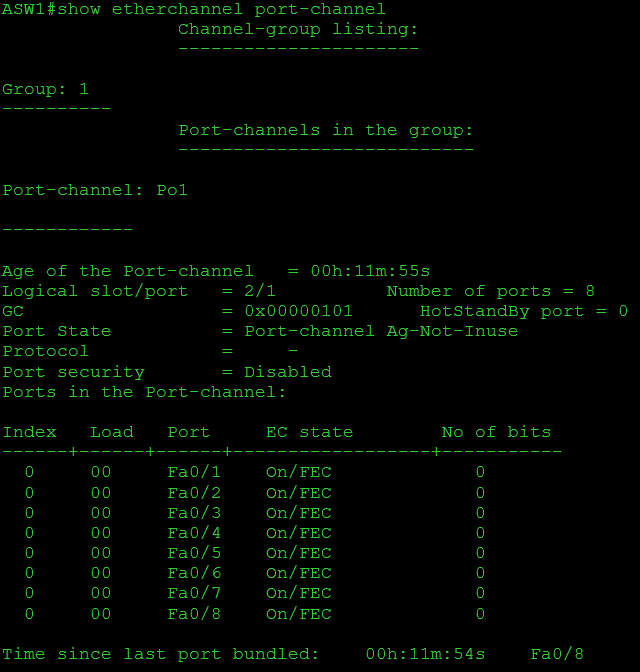 ASW1#show etherchannel port-channel
Channel-group listing:
----------------------
Group: 1
----------
Port-channels in the group:
---------------------------
Port-channel: Po1
------------
Age of the Port-channel = 00h:11m:55s
Logical slot/port = 2/1 Number of ports = 8
GC = 0x00000101 HotStandBy port = 0
Port State = Port-channel Ag-Not-Inuse
Protocol = -
Port security = Disabled
Ports in the Port-channel:
Index Load Port EC state No of bits
------+------+------+------------------+-----------
0 00 Fa0/1 On/FEC 0
0 00 Fa0/2 On/FEC 0
0 00 Fa0/3 On/FEC 0
0 00 Fa0/4 On/FEC 0
0 00 Fa0/5 On/FEC 0
0 00 Fa0/6 On/FEC 0
0 00 Fa0/7 On/FEC 0
0 00 Fa0/8 On/FEC 0
Time since last port bundled: 00h:11m:54s Fa0/8